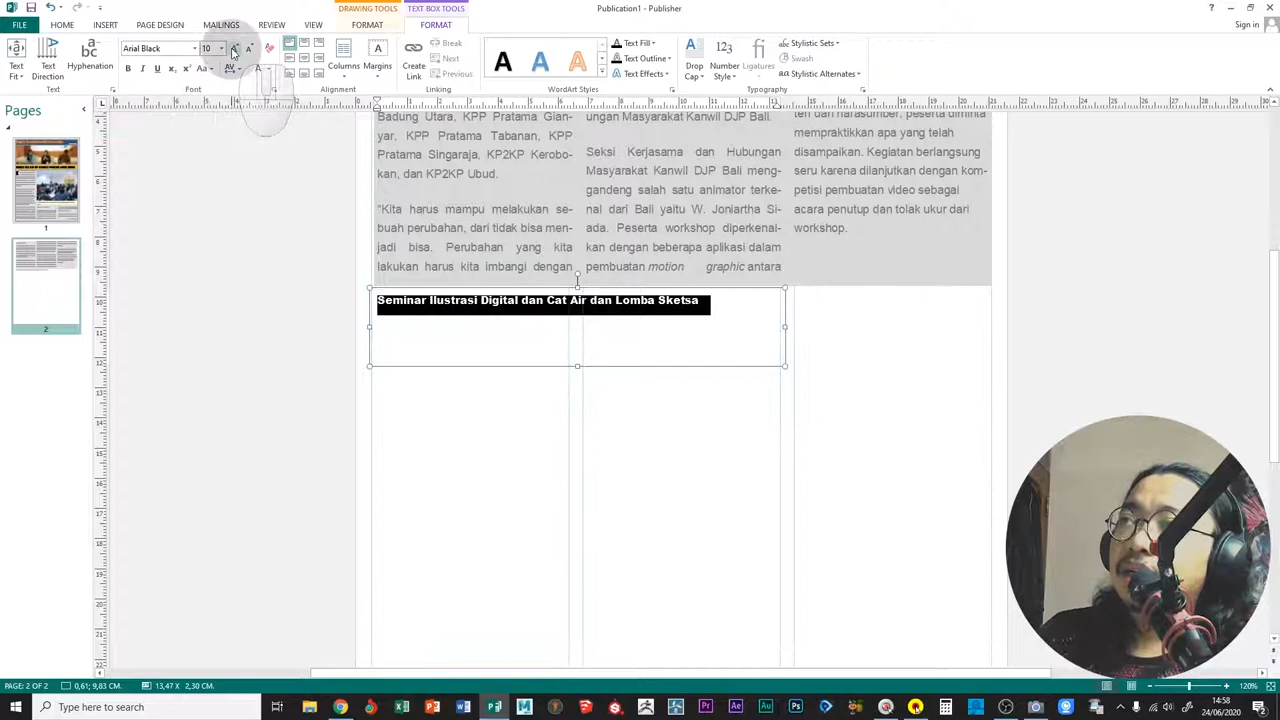 DRAWING TOOLS
TEXT BOX TOOLS
Publication1 - Publisher
FILE
HOME
INSERT
PAGE DESIGN
MAILINGS
REVIEW
VIEW
FORMAT
FORMAT
Sign in
Text Fit
Text Direction
Hyphenation
Text
Arial Black
10
Font
Alignment
Columns
Margins
Create Link
Break
Next
Previous
Linking
WordArt Styles
Text Fill
Text Outline
Text Effects
Drop Cap
Number Style
Ligatures
Stylistic Sets
Swash
Stylistic Alternates
Typography
Pages
1
2
Badung Utara, KPP Pratama Gian-
yar, KPP Pratama Tabanan, KPP
Pratama Singaraja, KP2KP Kerobo-
kan, dan KP2KP Ubud.
"Kita harus mampu melakukan se-
buah perubahan, dari tidak bisa men-
jadi bisa. Perubahan yang kita
lakukan harus kita imbangi dengan
ungan Masyarakat Kanwil DJP Bali.
Seksi Kerjasama dan Hubungan
Masyarakat Kanwil DJP Bali meng-
gandeng salah satu animator terke-
nal dari Bali yaitu W. Joniartha Si-
ada. Peserta workshop diperkenal-
kan dengan beberapa aplikasi dalam
pembuatan motion graphic antara
teri dari narasumber, peserta diminta
mempraktikkan apa yang telah
disampaikan. Kegiatan berlangsung
seru karena dilanjutkan dengan kom-
petisi pembuatan video sebagai
acara penutup dan tolak ukur dari
workshop.
Seminar Ilustrasi Digital dan Cat Air dan Lomba Sketsa
PAGE: 2 OF 2
0,61; 9,83 CM.
13,47 X 2,30 CM.
120%
Type here to search
14:58
24/06/2020